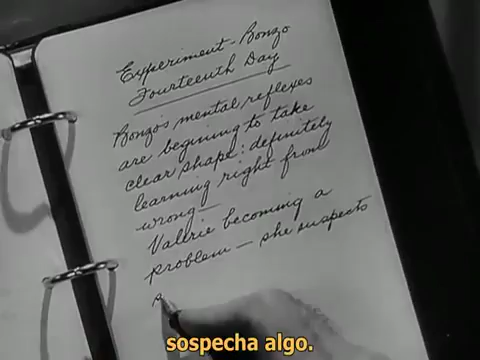 Experiment - Bonzo
Fourteenth Day
Bonzo's mental reflexes
are begining to take
clear shape: definitely
learning right from
wrong—
Valerie becoming a
problem — she suspects
s
sospecha algo.